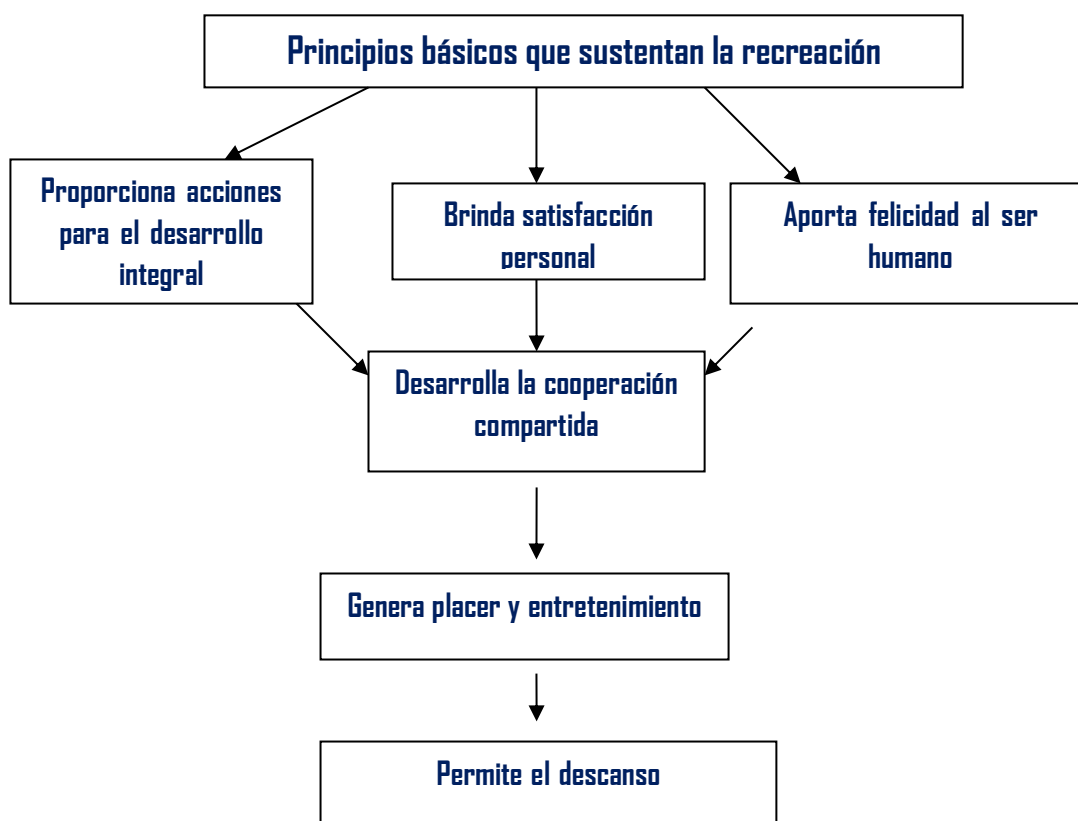 Principios básicos que sustentan la recreación
Proporciona acciones
para el desarrollo
integral
Brinda satisfacción
personal
Aporta felicidad al ser
humano
Desarrolla la cooperación
compartida
Genera placer y entretenimiento
Permite el descanso